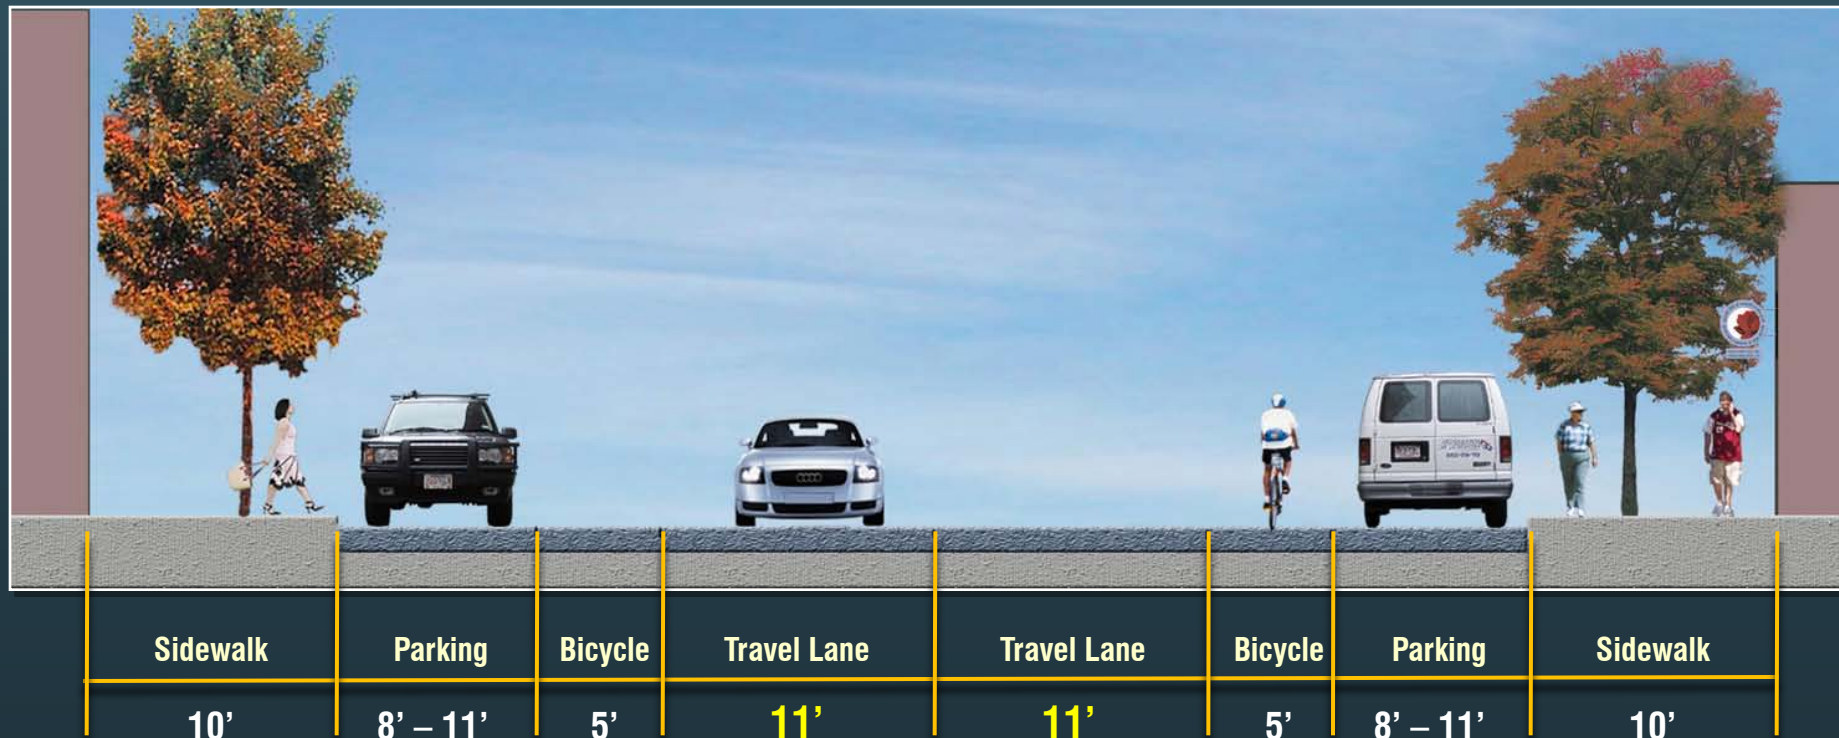 Sidewalk Parking Bicycle Travel Lane Travel Lane Bicycle Parking Sidewalk
10’ 8’ – 11’ 5’ 11’ 11’ 5’ 8’ – 11’ 10’